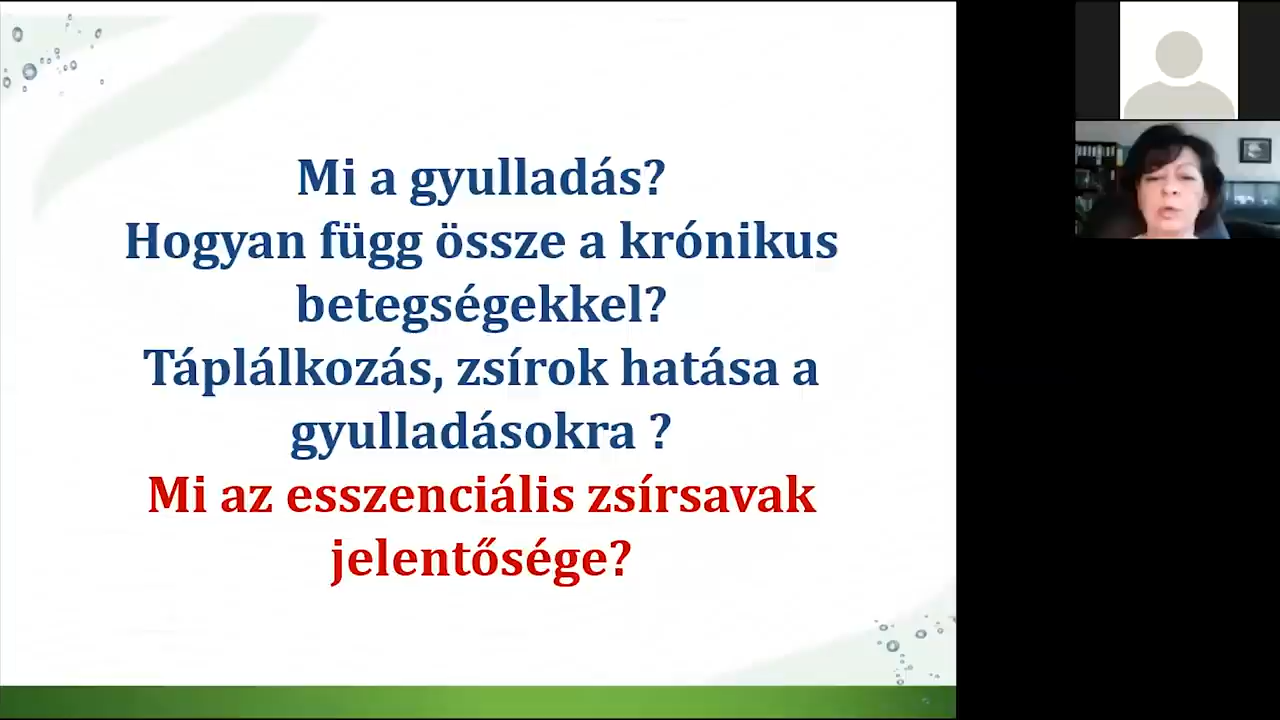 Mi a gyulladás?
Hogyan függ össze a krónikus
betegségekkel?
Táplálkozás, zsírok hatása a
gyulladásokra ?
Mi az esszenciális zsírsavak
jelentősége?